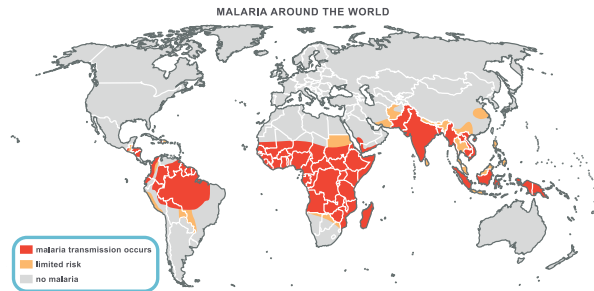 MALARIA AROUND THE WORLD
malaria transmission occurs
limited risk
no malaria